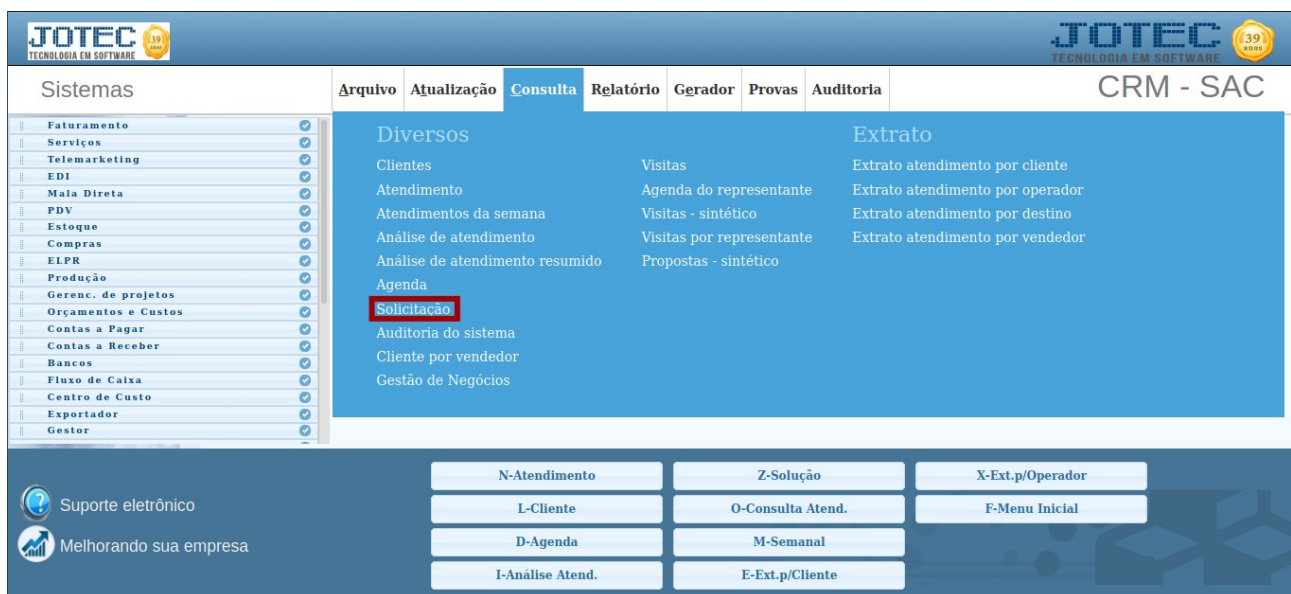 JOTEC 39 anos
TECNOLOGIA EM SOFTWARE
JOTEC 39 anos
TECNOLOGIA EM SOFTWARE
Sistemas
Arquivo Atualização Consulta Relatório Gerador Provas Auditoria
CRM - SAC
Faturamento
Serviços
Telemarketing
EDI
Mala Direta
PDV
Estoque
Compras
ELPR
Produção
Gerenc. de projetos
Orçamentos e Custos
Contas a Pagar
Contas a Receber
Bancos
Fluxo de Caixa
Centro de Custo
Exportador
Gestor
Diversos
Clientes
Atendimento
Atendimentos da semana
Análise de atendimento
Análise de atendimento resumido
Agenda
Solicitação
Auditoria do sistema
Cliente por vendedor
Gestão de Negócios
Visitas
Agenda do representante
Visitas - sintético
Visitas por representante
Propostas - sintético
Extrato
Extrato atendimento por cliente
Extrato atendimento por operador
Extrato atendimento por destino
Extrato atendimento por vendedor
Suporte eletrônico
Melhorando sua empresa
N-Atendimento
Z-Solução
X-Ext.p/Operador
L-Cliente
O-Consulta Atend.
F-Menu Inicial
D-Agenda
M-Semanal
I-Análise Atend.
E-Ext.p/Cliente